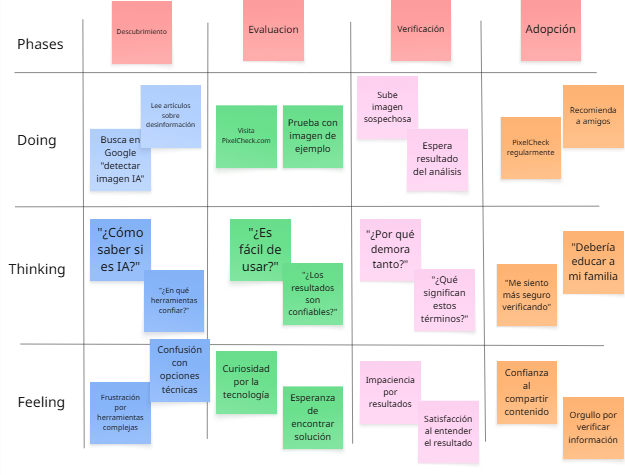 Phases
Descubrimiento
Evaluacion
Verificación
Adopción
Doing
Lee artículos
sobre
desinformación
Busca en
Google
"detectar
imagen IA"
Visita
PixelCheck.com
Prueba con
imagen de
ejemplo
Sube
imagen
sospechosa
Espera
resultado
del análisis
Recomienda
a amigos
PixelCheck
regularmente
Thinking
"¿Cómo
saber si
es IA?"
"¿En qué
herramientas
confiar?"
"¿Es
fácil de
usar?"
"¿Los
resultados
son
confiables?"
"¿Por qué
demora
tanto?"
"¿Qué
significan
estos
términos?"
"Debería
educar a
mi familia
"Me siento
más seguro
verificando"
Feeling
Confusión
con
opciones
técnicas
Frustración
por
herramientas
complejas
Curiosidad
por la
tecnología
Esperanza
de
encontrar
solución
Impaciencia
por
resultados
Satisfacción
al entender
el resultado
Confianza
al
compartir
contenido
Orgullo por
verificar
información